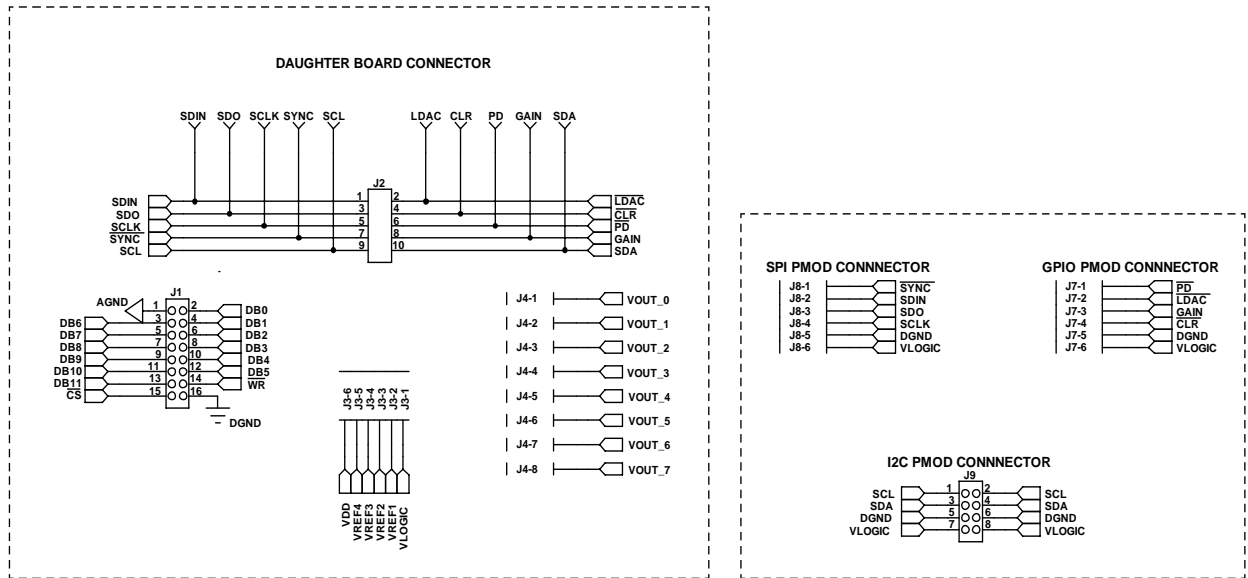 DAUGHTER BOARD CONNECTOR
SDIN SDO SCLK SYNC SCL LDAC CLR PD GAIN SDA
J2
SDIN 1 2 LDAC
SDO 3 4 CLR
SCLK 5 6 PD
SYNC 7 8 GAIN
SCL 9 10 SDA
J1
AGND 1 2 DB0
DB6 3 4 DB1
DB7 5 6 DB2
DB8 7 8 DB3
DB9 9 10 DB4
DB10 11 12 DB5
DB11 13 14 WR
CS 15 16
DGND
J3-6 J3-5 J3-4 J3-3 J3-2 J3-1
VDD VREF4 VREF3 VREF2 VREF1 VLOGIC
J4-1 VOUT_0
J4-2 VOUT_1
J4-3 VOUT_2
J4-4 VOUT_3
J4-5 VOUT_4
J4-6 VOUT_5
J4-7 VOUT_6
J4-8 VOUT_7
SPI PMOD CONNNECTOR
J8-1 SYNC
J8-2 SDIN
J8-3 SDO
J8-4 SCLK
J8-5 DGND
J8-6 VLOGIC
GPIO PMOD CONNNECTOR
J7-1 PD
J7-2 LDAC
J7-3 GAIN
J7-4 CLR
J7-5 DGND
J7-6 VLOGIC
I2C PMOD CONNNECTOR
J9
SCL 1 2 SCL
SDA 3 4 SDA
DGND 5 6 DGND
VLOGIC 7 8 VLOGIC